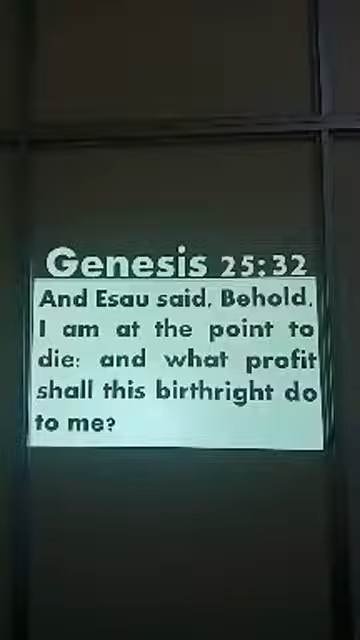 Genesis 25:32
And Esau said, Behold,
I am at the point to
die: and what profit
shall this birthright do
to me?